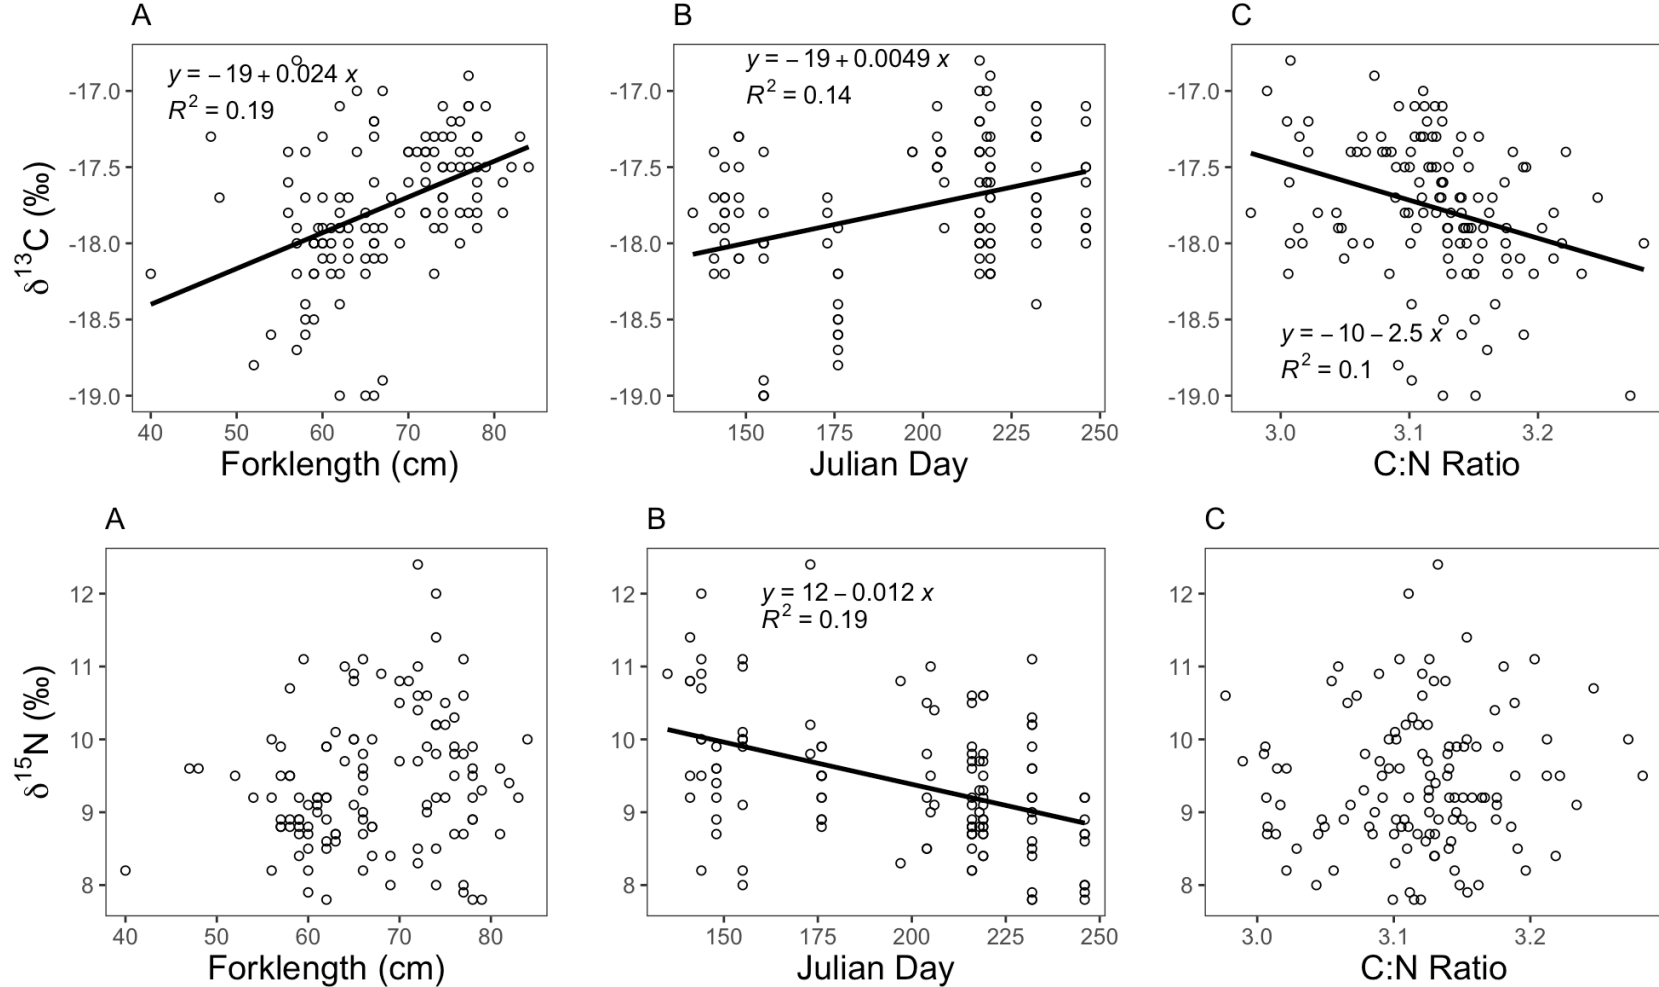 A B C
y = − 19 + 0.024 x
R² = 0.19
y = − 19 + 0.0049 x
R² = 0.14
y = − 10 − 2.5 x
R² = 0.1
δ¹³C (‰)
-17.0
-17.5
-18.0
-18.5
-19.0
-17.0
-17.5
-18.0
-18.5
-19.0
-17.0
-17.5
-18.0
-18.5
-19.0
40 50 60 70 80
150 175 200 225 250
3.0 3.1 3.2
Forklength (cm)
Julian Day
C:N Ratio
A B C
y = 12 − 0.012 x
R² = 0.19
δ¹⁵N (‰)
12
11
10
9
8
12
11
10
9
8
12
11
10
9
8
40 50 60 70 80
150 175 200 225 250
3.0 3.1 3.2
Forklength (cm)
Julian Day
C:N Ratio